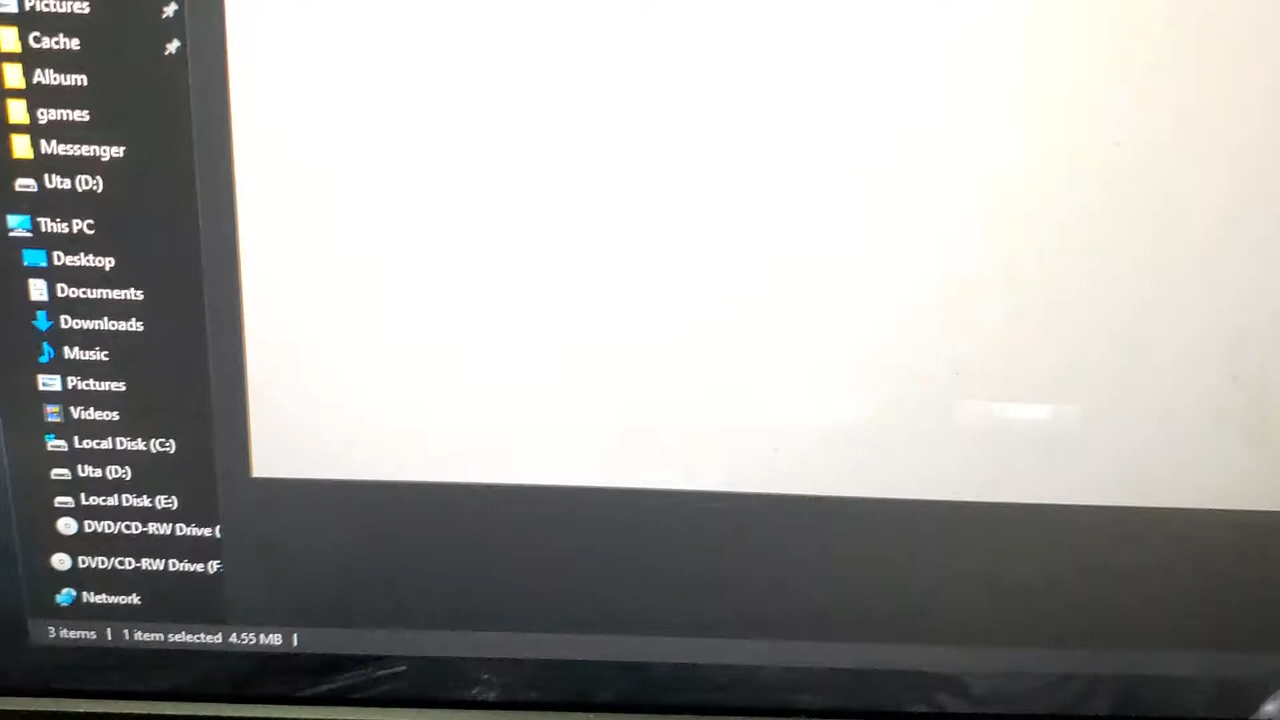 Pictures
Cache
Album
games
Messenger
Uta (D:)
This PC
Desktop
Documents
Downloads
Music
Pictures
Videos
Local Disk (C:)
Uta (D:)
Local Disk (E:)
DVD/CD-RW Drive (
DVD/CD-RW Drive (F:
Network
3 items | 1 item selected 4.55 MB |